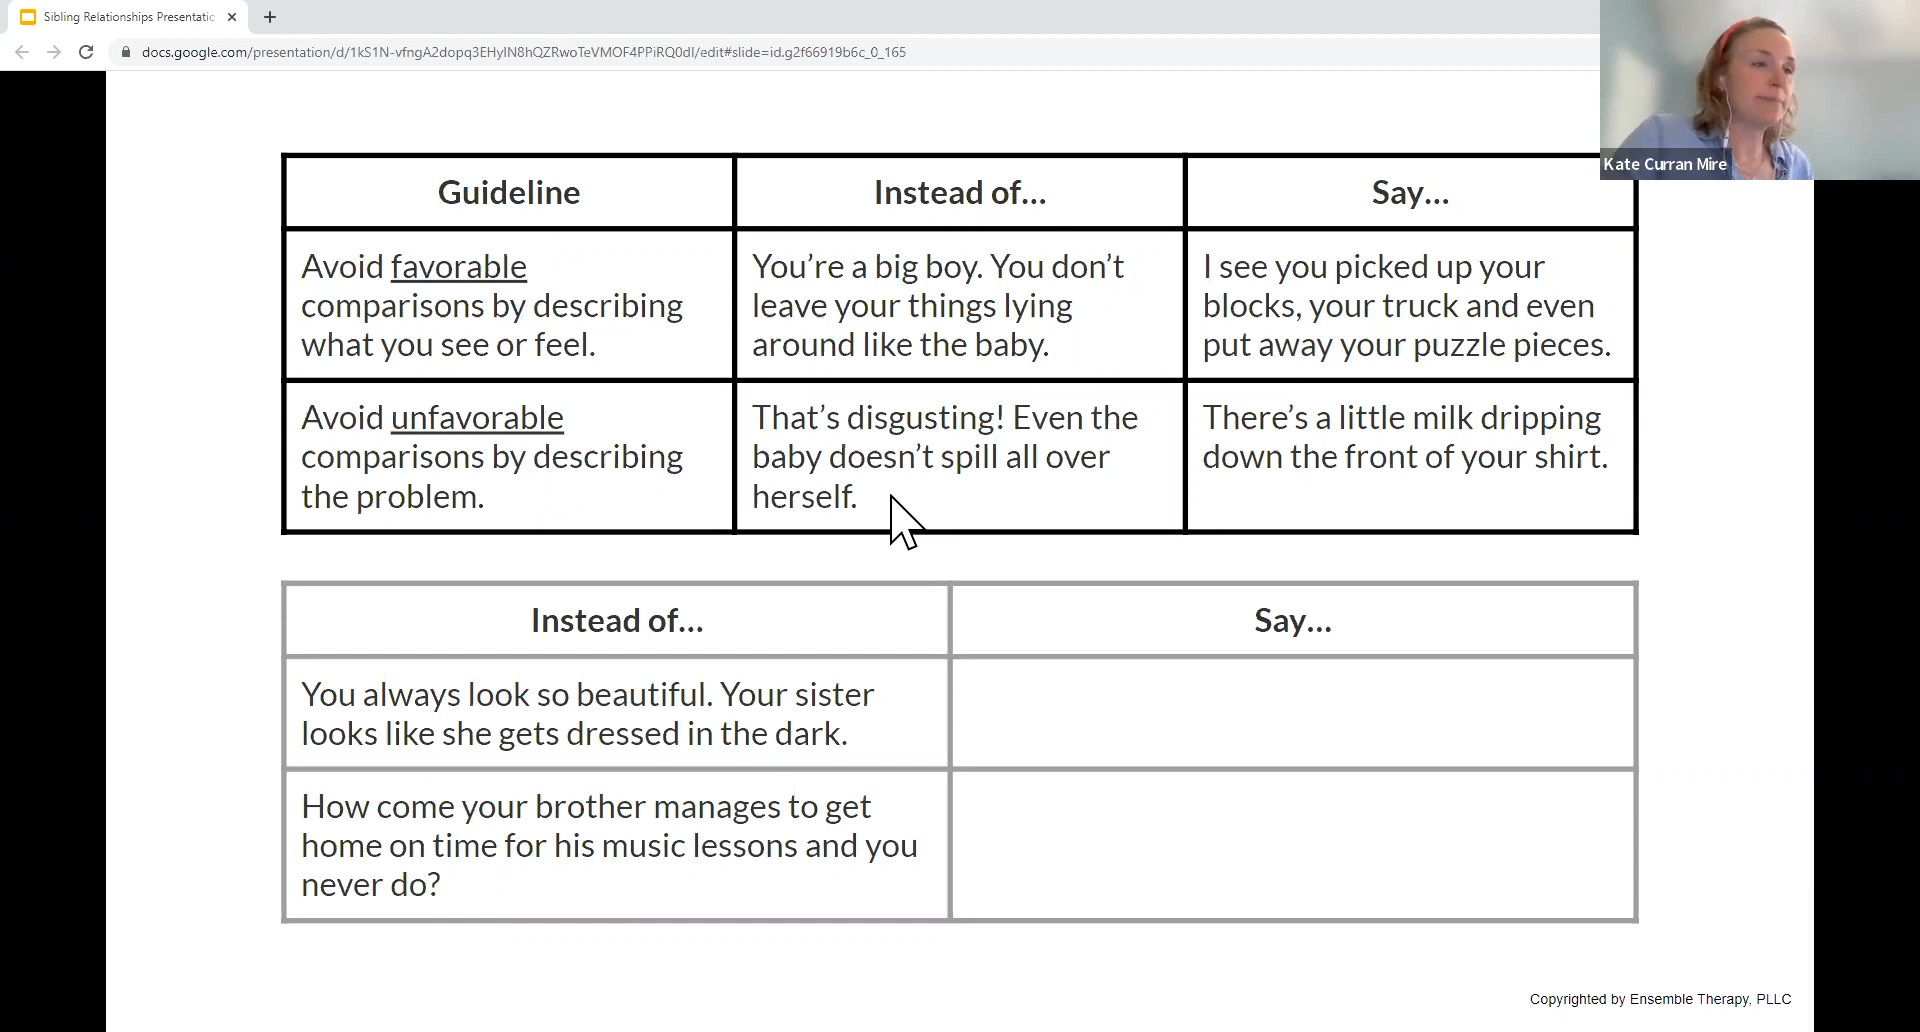 Sibling Relationships Presentatio
docs.google.com/presentation/d/1kS1N-vfngA2dopq3EHyIN8hQZRwoTeVMOF4PPiRQ0dI/edit#slide=id.g2f66919b6c_0_165
Kate Curran Mire
Guideline
Instead of...
Say...
Avoid favorable
comparisons by describing
what you see or feel.
You’re a big boy. You don’t
leave your things lying
around like the baby.
I see you picked up your
blocks, your truck and even
put away your puzzle pieces.
Avoid unfavorable
comparisons by describing
the problem.
That’s disgusting! Even the
baby doesn’t spill all over
herself.
There’s a little milk dripping
down the front of your shirt.
Instead of...
Say...
You always look so beautiful. Your sister
looks like she gets dressed in the dark.
How come your brother manages to get
home on time for his music lessons and you
never do?
Copyrighted by Ensemble Therapy, PLLC